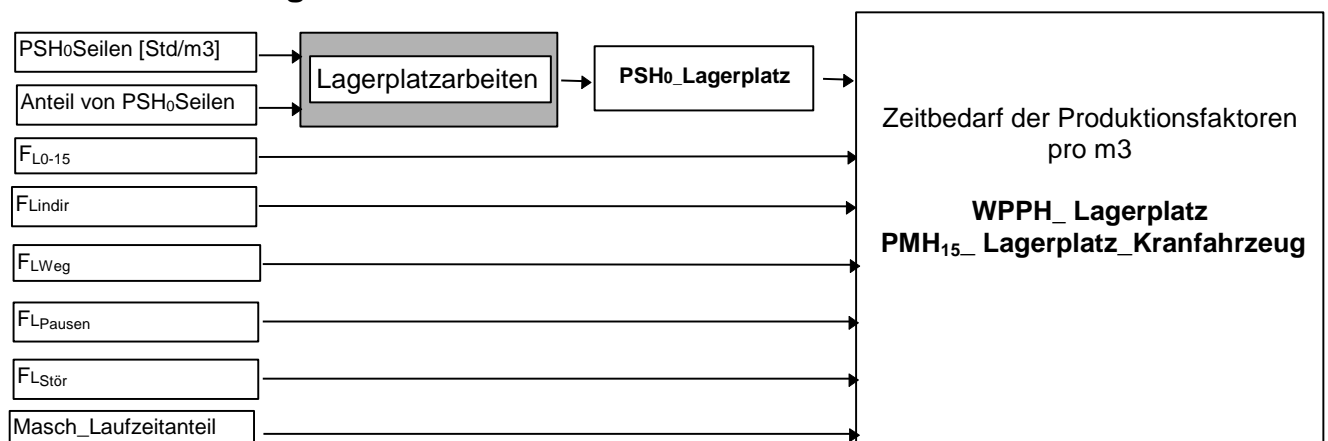 PSH0Seilen [Std/m3]
Anteil von PSH0Seilen
Lagerplatzarbeiten
PSH0_Lagerplatz
FL0-15
FLindir
FLWeg
FLPausen
FLStör
Masch_Laufzeitanteil
Zeitbedarf der Produktionsfaktoren
pro m3
WPPH_ Lagerplatz
PMH15_ Lagerplatz_Kranfahrzeug